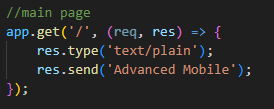 //main page
app.get('/', (req, res) => {
    res.type('text/plain');
    res.send('Advanced Mobile');
});